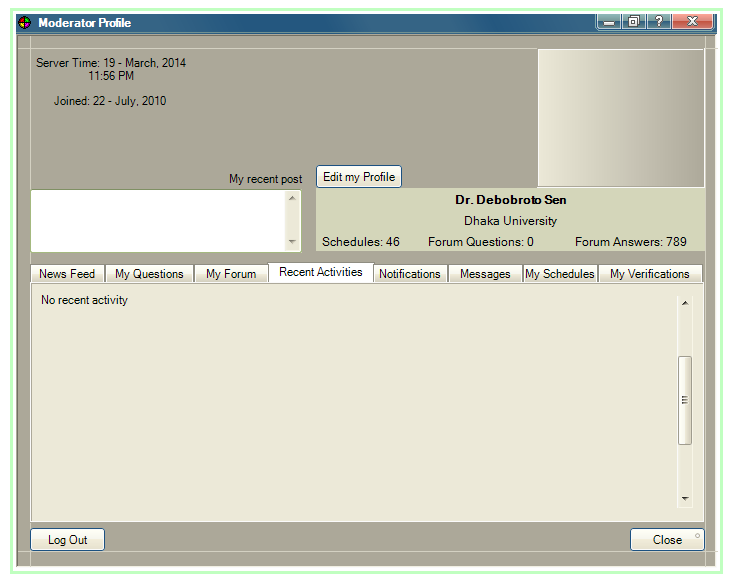 Moderator Profile
Server Time: 19 - March, 2014
11:56 PM
Joined: 22 - July, 2010
My recent post
Edit my Profile
Dr. Debobroto Sen
Dhaka University
Schedules: 46 Forum Questions: 0 Forum Answers: 789
News Feed My Questions My Forum Recent Activities Notifications Messages My Schedules My Verifications
No recent activity
Log Out Close